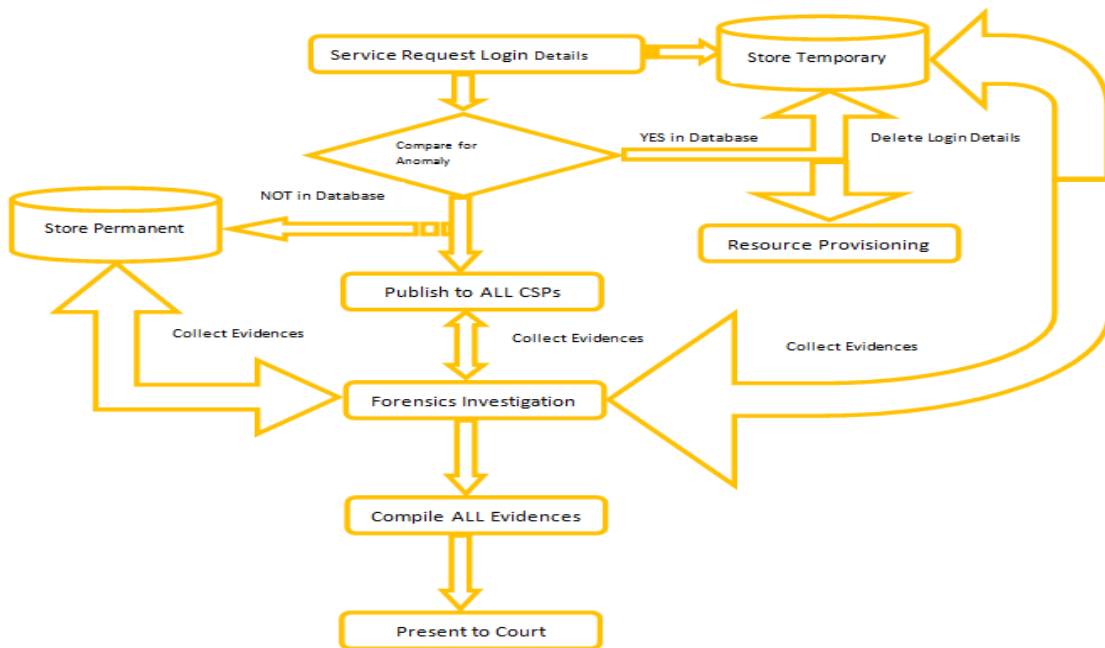 Service Request Login Details
Store Temporary
Compare for
Anomaly
YES in Database
Delete Login Details
NOT in Database
Store Permanent
Resource Provisioning
Publish to ALL CSPs
Collect Evidences
Collect Evidences
Collect Evidences
Forensics Investigation
Compile ALL Evidences
Present to Court